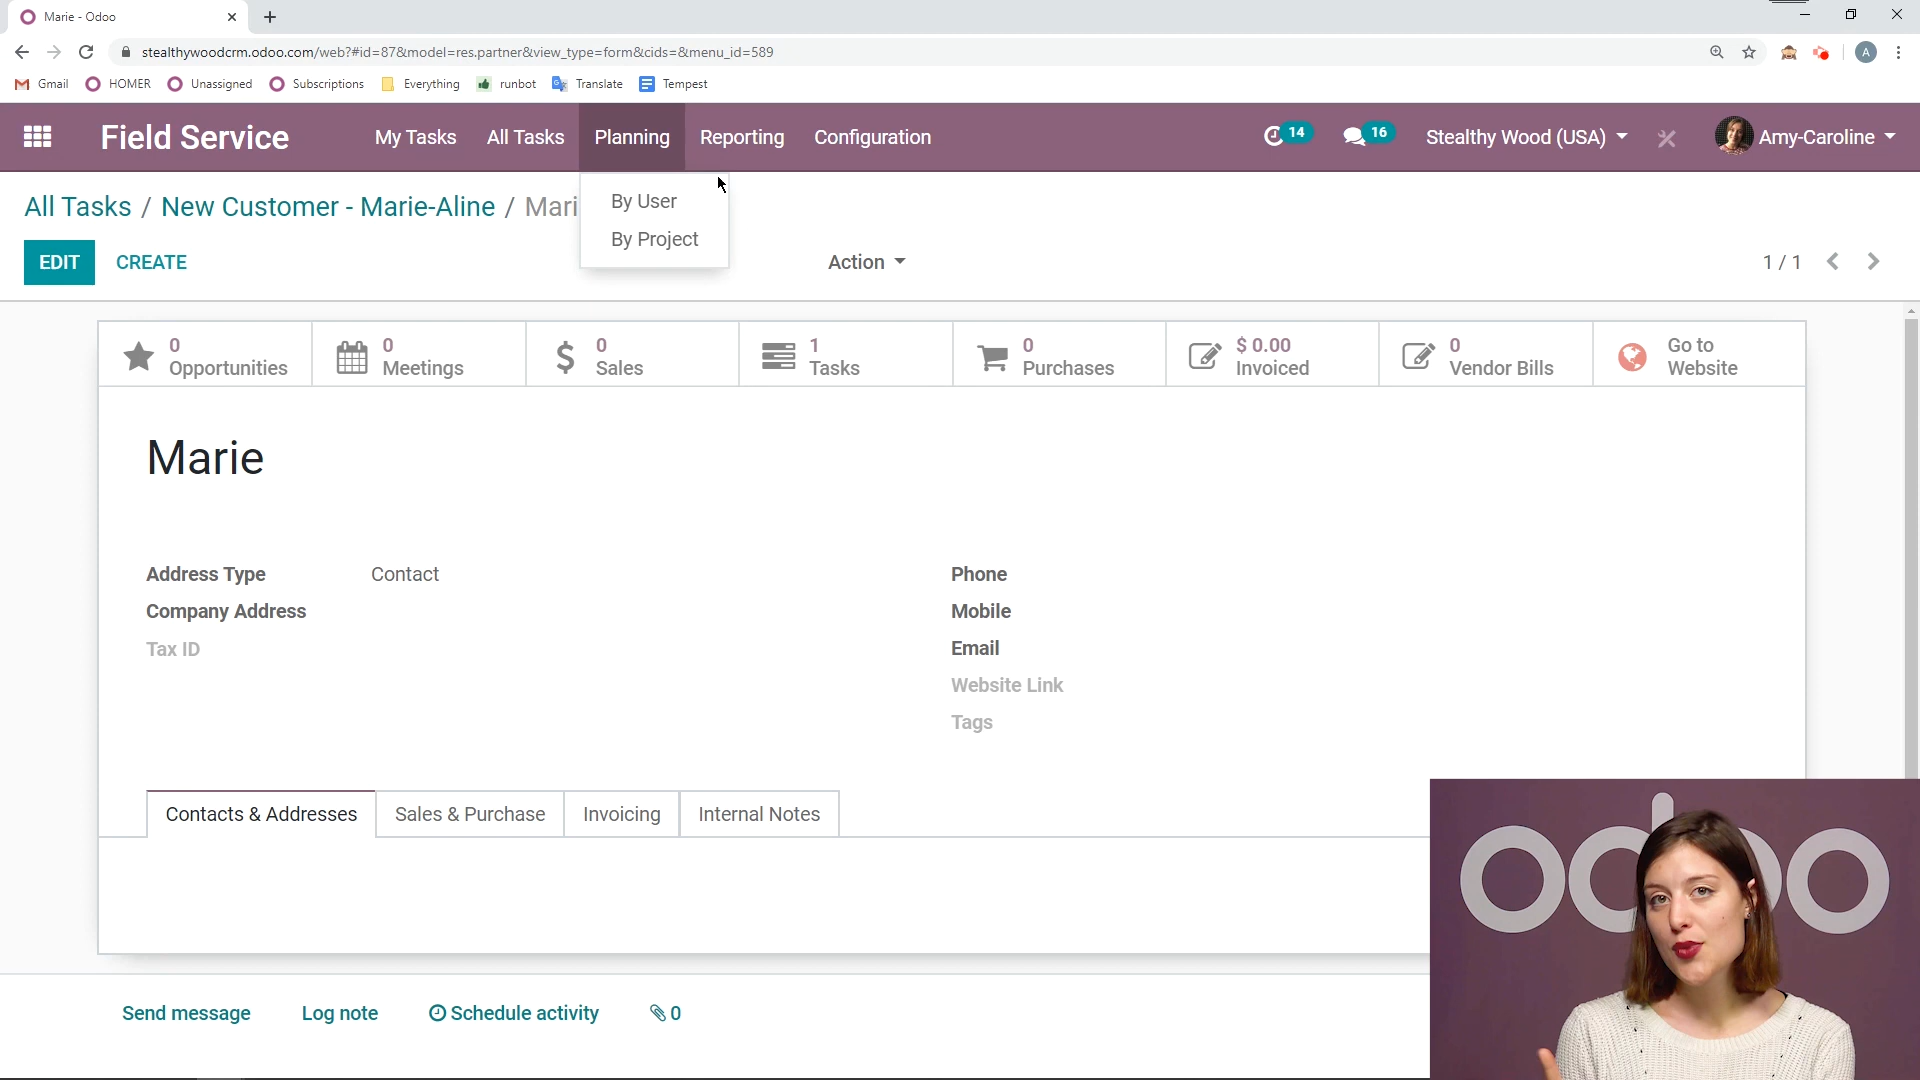 Marie - Odoo
stealthywoodcrm.odoo.com/web?#id=87&model=res.partner&view_type=form&cids=&menu_id=589
A
Gmail HOMER Unassigned Subscriptions Everything runbot Translate Tempest
Field Service My Tasks All Tasks Planning Reporting Configuration 14 16 Stealthy Wood (USA) Amy-Caroline
By User
By Project
All Tasks / New Customer - Marie-Aline / Mari
EDIT CREATE Action 1 / 1
0 Opportunities
0 Meetings
$ 0 Sales
1 Tasks
0 Purchases
$ 0.00 Invoiced
0 Vendor Bills
Go to Website
Marie
Address Type Contact
Company Address
Tax ID
Phone
Mobile
Email
Website Link
Tags
Contacts & Addresses Sales & Purchase Invoicing Internal Notes
Send message Log note Schedule activity 0
odoo